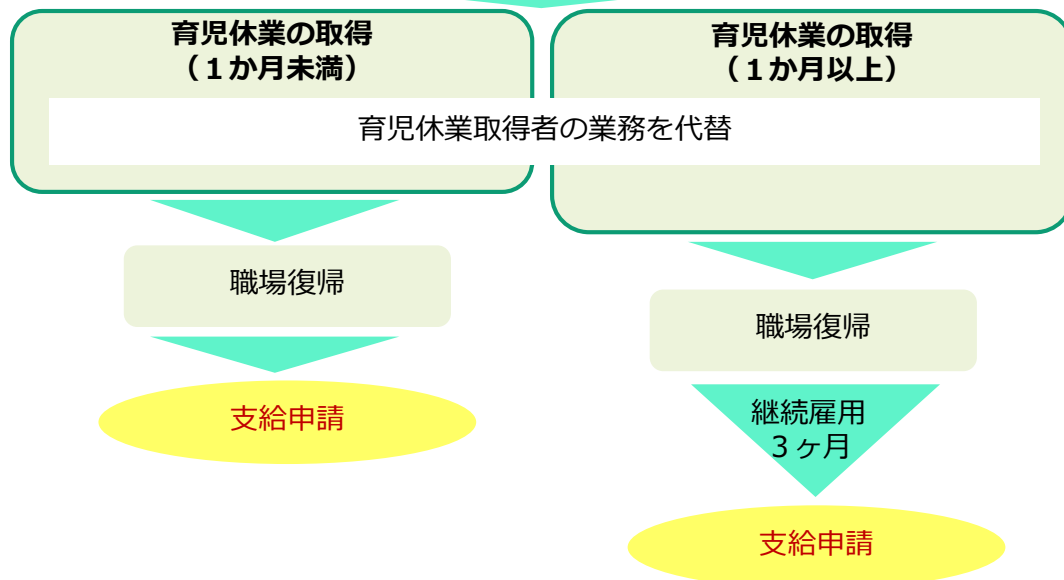 育児休業の取得
（１か月未満）
育児休業の取得
（１か月以上）
育児休業取得者の業務を代替
職場復帰
支給申請
職場復帰
継続雇用
３ヶ月
支給申請